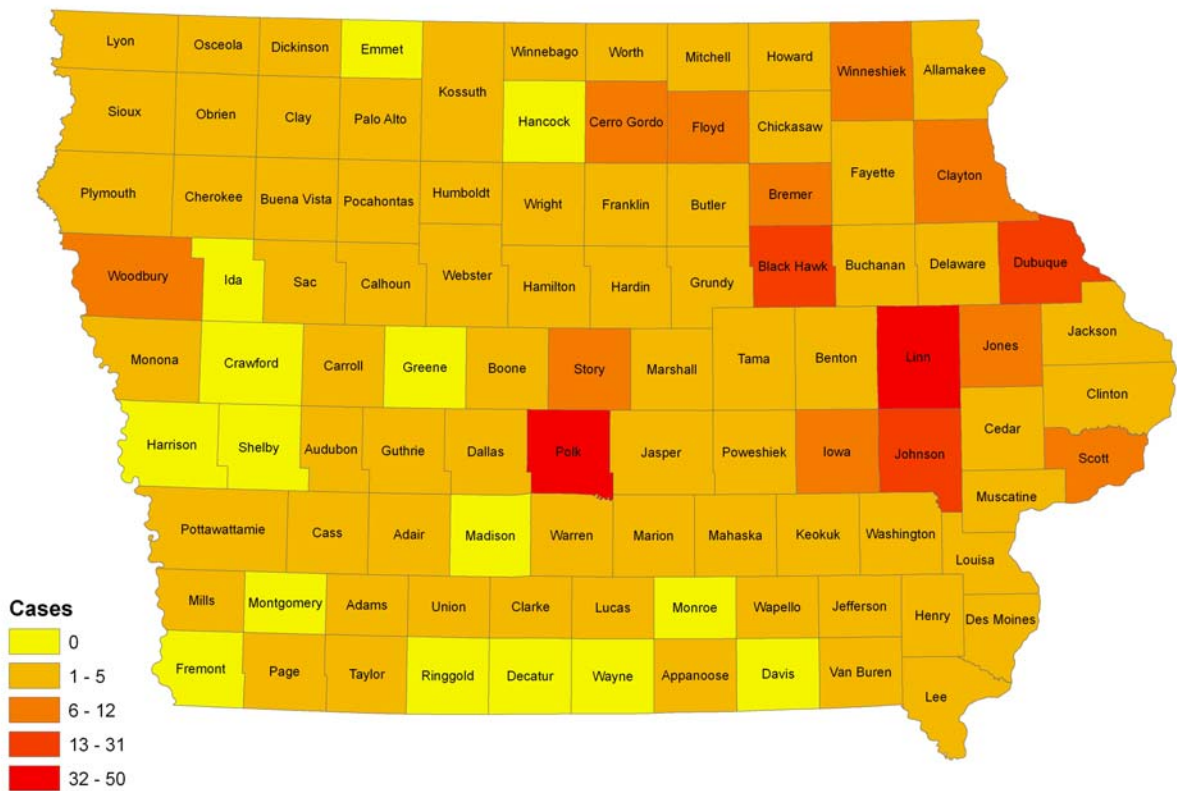 Lyon
Osceola
Dickinson
Emmet
Kossuth
Winnebago
Worth
Mitchell
Howard
Winneshiek
Allamakee
Sioux
Obrien
Clay
Palo Alto
Hancock
Cerro Gordo
Floyd
Chickasaw
Fayette
Clayton
Plymouth
Cherokee
Buena Vista
Pocahontas
Humboldt
Wright
Franklin
Butler
Bremer
Woodbury
Ida
Sac
Calhoun
Webster
Hamilton
Hardin
Grundy
Black Hawk
Buchanan
Delaware
Dubuque
Monona
Crawford
Carroll
Greene
Boone
Story
Marshall
Tama
Benton
Linn
Jones
Jackson
Clinton
Harrison
Shelby
Audubon
Guthrie
Dallas
Polk
Jasper
Poweshiek
Iowa
Johnson
Cedar
Scott
Muscatine
Pottawattamie
Cass
Adair
Madison
Warren
Marion
Mahaska
Keokuk
Washington
Louisa
Mills
Montgomery
Adams
Union
Clarke
Lucas
Monroe
Wapello
Jefferson
Henry
Des Moines
Fremont
Page
Taylor
Ringgold
Decatur
Wayne
Appanoose
Davis
Van Buren
Lee
Cases
0
1 - 5
6 - 12
13 - 31
32 - 50